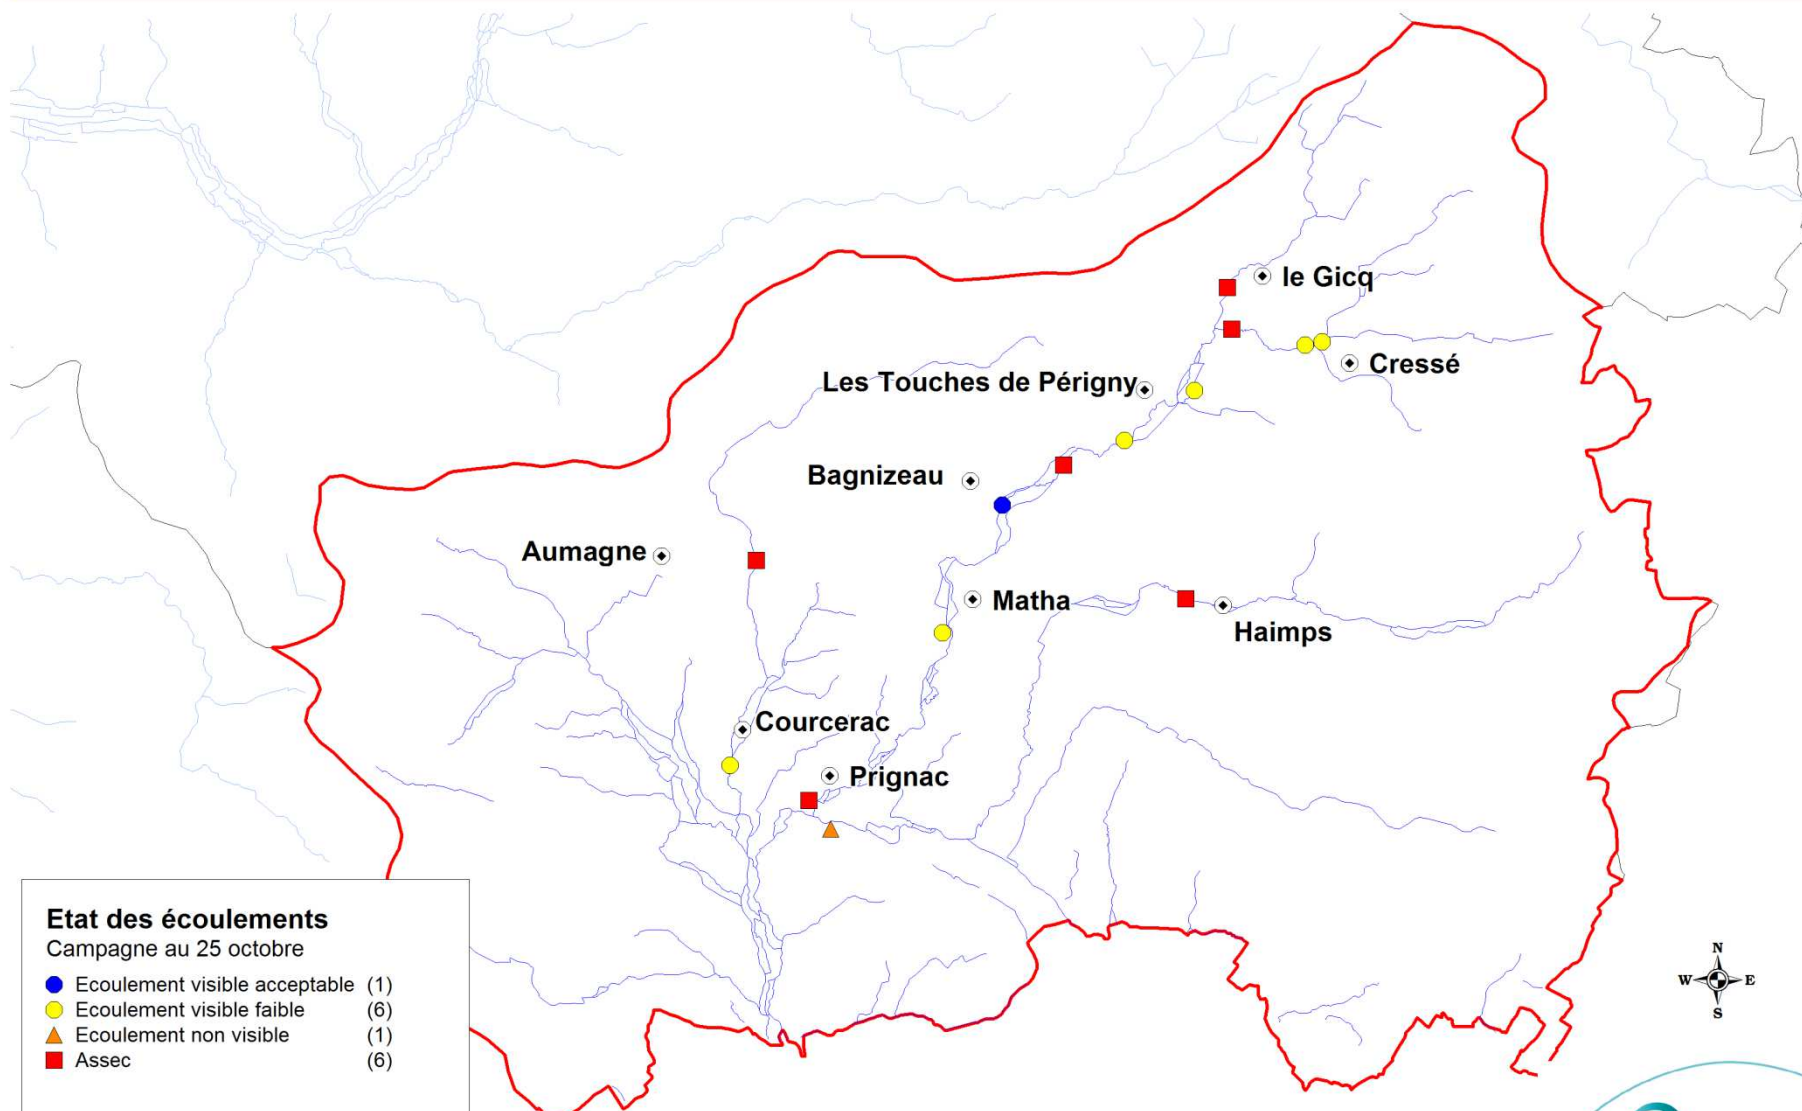 le Gicq
Cressé
Les Touches de Périgny
Bagnizeau
Aumagne
Matha
Haimps
Courcerac
Prignac
Etat des écoulements
Campagne au 25 octobre
Ecoulement visible acceptable (1)
Ecoulement visible faible (6)
Ecoulement non visible (1)
Assec (6)
N
W E
S